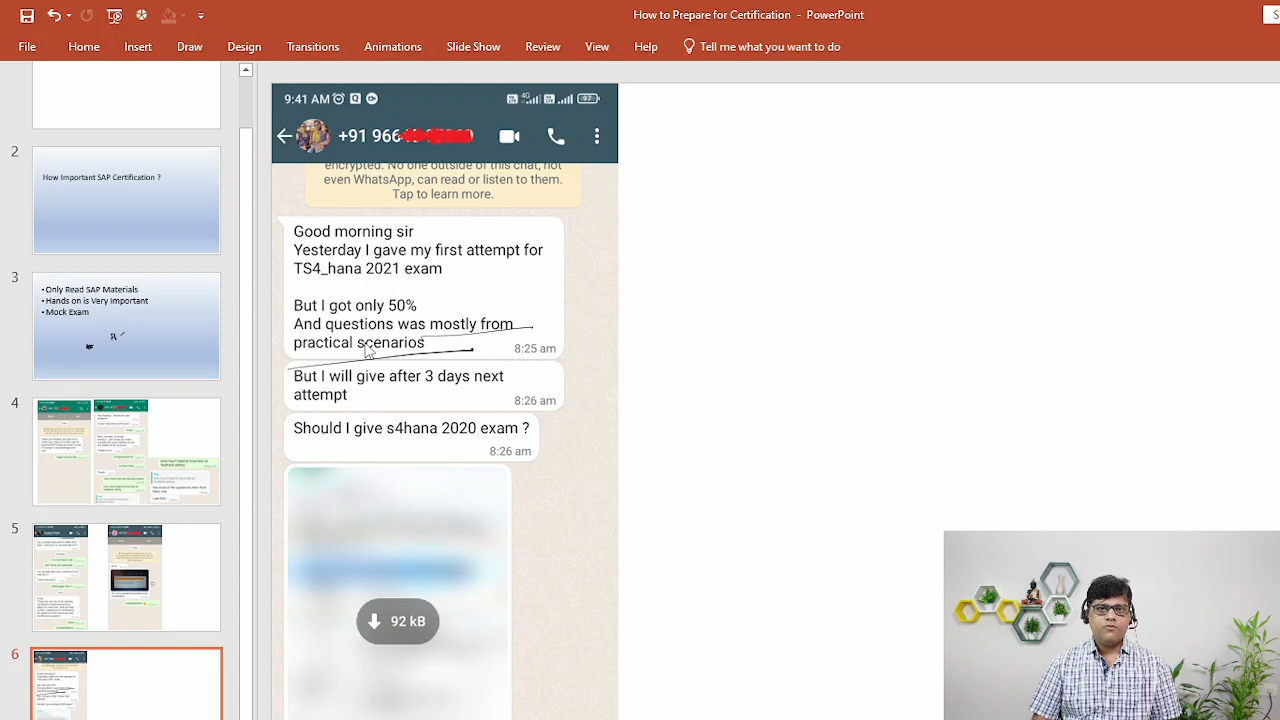 How to Prepare for Certification - PowerPoint
File Home Insert Draw Design Transitions Animations Slide Show Review View Help Tell me what you want to do
2
How Important SAP Certification ?
3
• Only Read SAP Materials
• Hands on is Very Important
• Mock Exam
4
5
6
9:41 AM
4G
97
+91 966
encrypted. No one outside of this chat, not
even WhatsApp, can read or listen to them.
Tap to learn more.
Good morning sir
Yesterday I gave my first attempt for
TS4_hana 2021 exam
But I got only 50%
And questions was mostly from
practical scenarios
8:25 am
But I will give after 3 days next
attempt
8:26 am
Should I give s4hana 2020 exam ?
8:26 am
92 kB